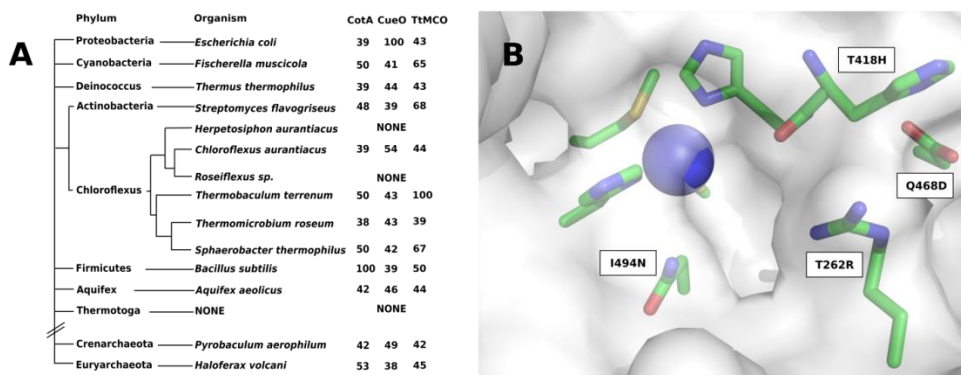 A
Phylum Organism CotA CueO TtMCO
Proteobacteria Escherichia coli 39 100 43
Cyanobacteria Fischerella muscicola 50 41 65
Deinococcus Thermus thermophilus 39 44 43
Actinobacteria Streptomyces flavogriseus 48 39 68
Herpetosiphon aurantiacus NONE
Chloroflexus aurantiacus 39 54 44
Chloroflexus
Roseiflexus sp. NONE
Thermobaculum terrenum 50 43 100
Thermomicrobium roseum 38 43 39
Sphaerobacter thermophilus 50 42 67
Firmicutes Bacillus subtilis 100 39 50
Aquifex Aquifex aeolicus 42 46 44
Thermotoga NONE NONE
Crenarchaeota Pyrobaculum aerophilum 42 49 42
Euryarchaeota Haloferax volcani 53 38 45
B
T418H
Q468D
I494N
T262R